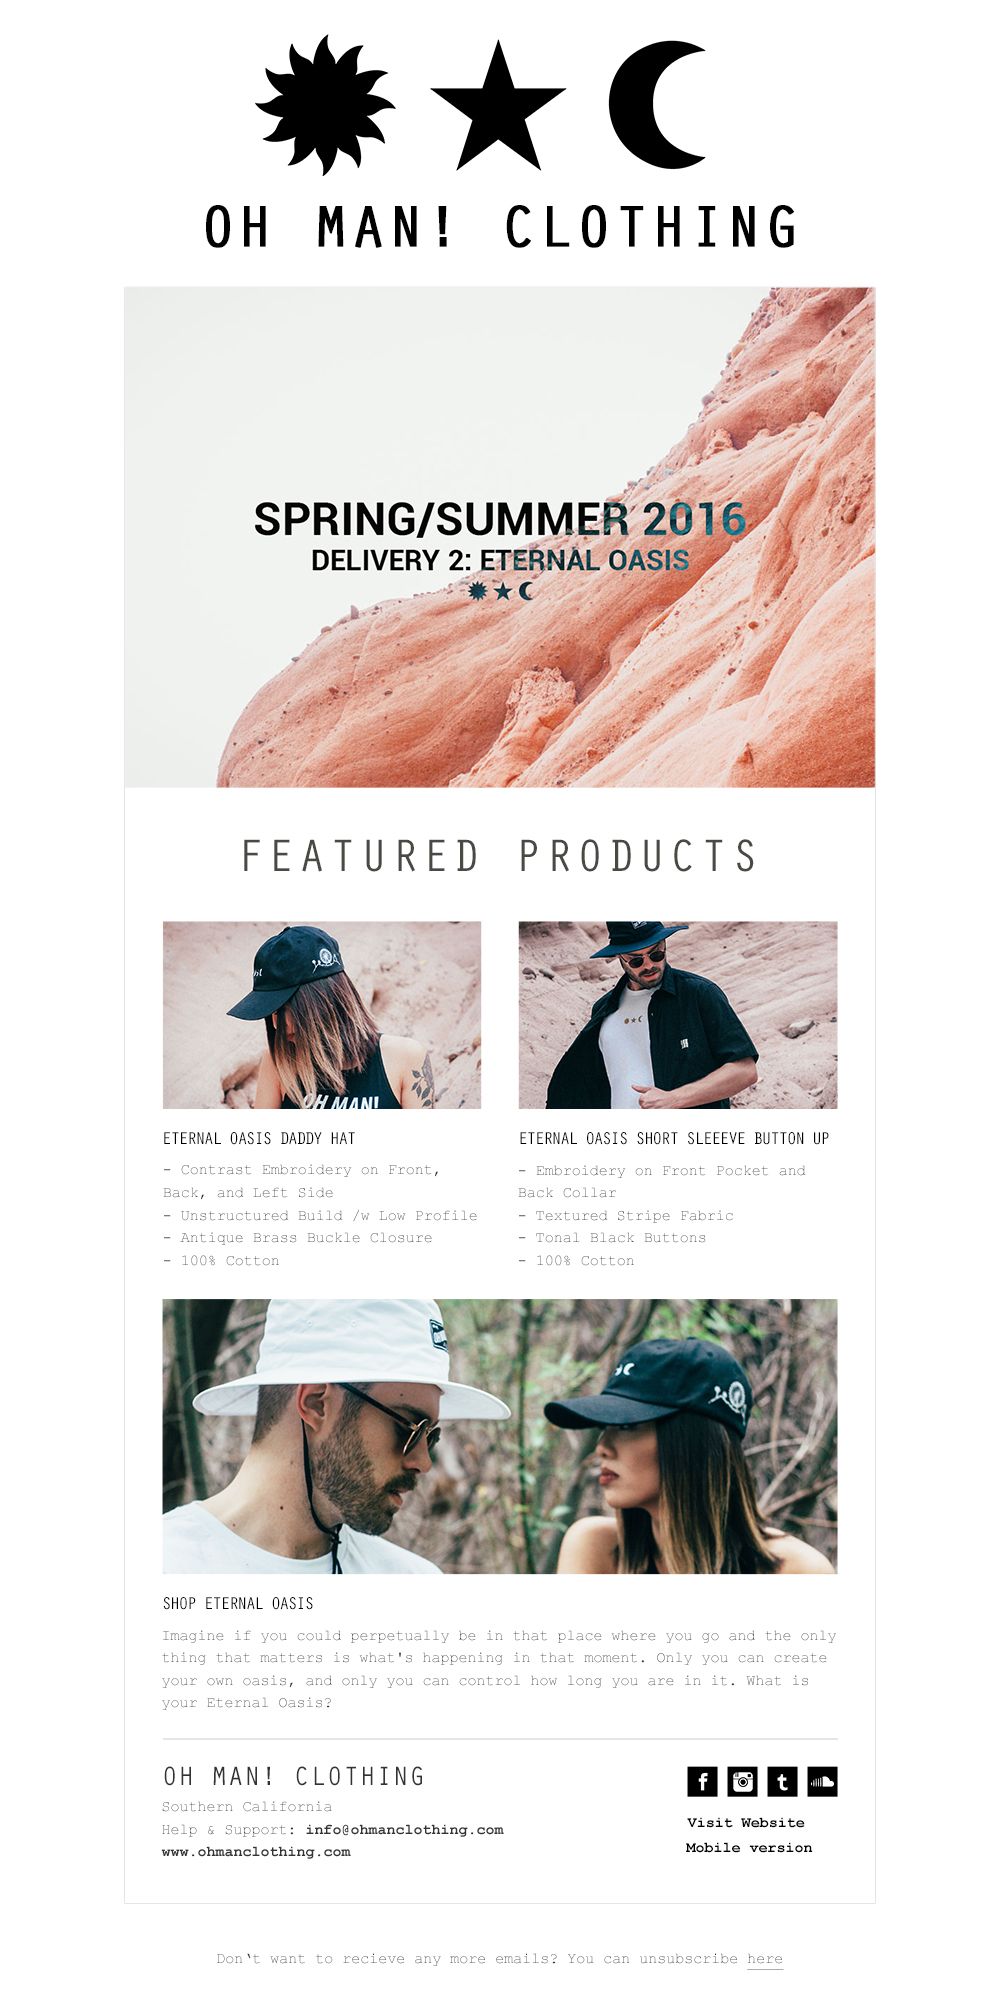 OH MAN! CLOTHING
SPRING/SUMMER 2016
DELIVERY 2: ETERNAL OASIS
FEATURED PRODUCTS
OH MAN!
ETERNAL OASIS DADDY HAT
- Contrast Embroidery on Front,
Back, and Left Side
- Unstructured Build /w Low Profile
- Antique Brass Buckle Closure
- 100% Cotton
ETERNAL OASIS SHORT SLEEEVE BUTTON UP
- Embroidery on Front Pocket and
Back Collar
- Textured Stripe Fabric
- Tonal Black Buttons
- 100% Cotton
SHOP ETERNAL OASIS
Imagine if you could perpetually be in that place where you go and the only
thing that matters is what's happening in that moment. Only you can create
your own oasis, and only you can control how long you are in it. What is
your Eternal Oasis?
OH MAN! CLOTHING
Southern California
Help & Support: info@ohmanclothing.com
www.ohmanclothing.com
f
t
Visit Website
Mobile version
Don‘t want to recieve any more emails? You can unsubscribe here